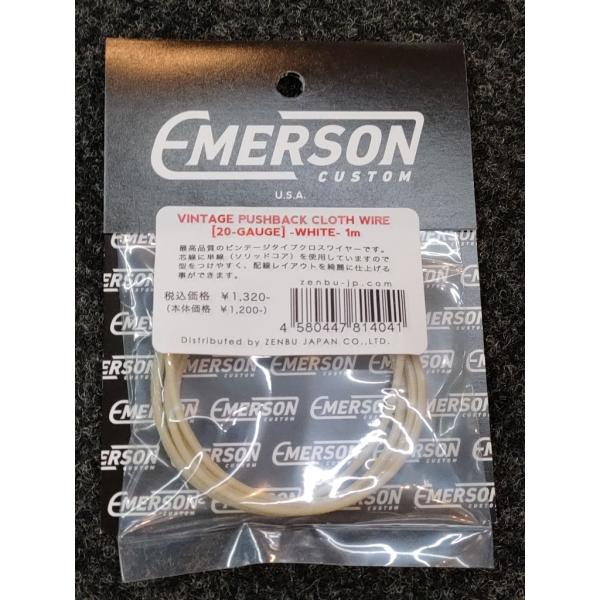 EMERSON
CUSTOM
U.S.A.
VINTAGE PUSHBACK CLOTH WIRE
[20-GAUGE] -WHITE- 1m
最高品質のビンテージタイプクロスワイヤーです。
芯線に単線（ソリッドコア）を使用していますので
型をつけやすく、配線レイアウトを綺麗に仕上げる
事ができます。
zenbu-jp.com
税込価格 ￥1,320-
（本体価格 ￥1,200-）
4 580447 814041
Distributed by ZENBU JAPAN CO.,LTD.
EMERSON
CUSTOM
EMERSON
CUSTOM
EMERSON
CUSTOM